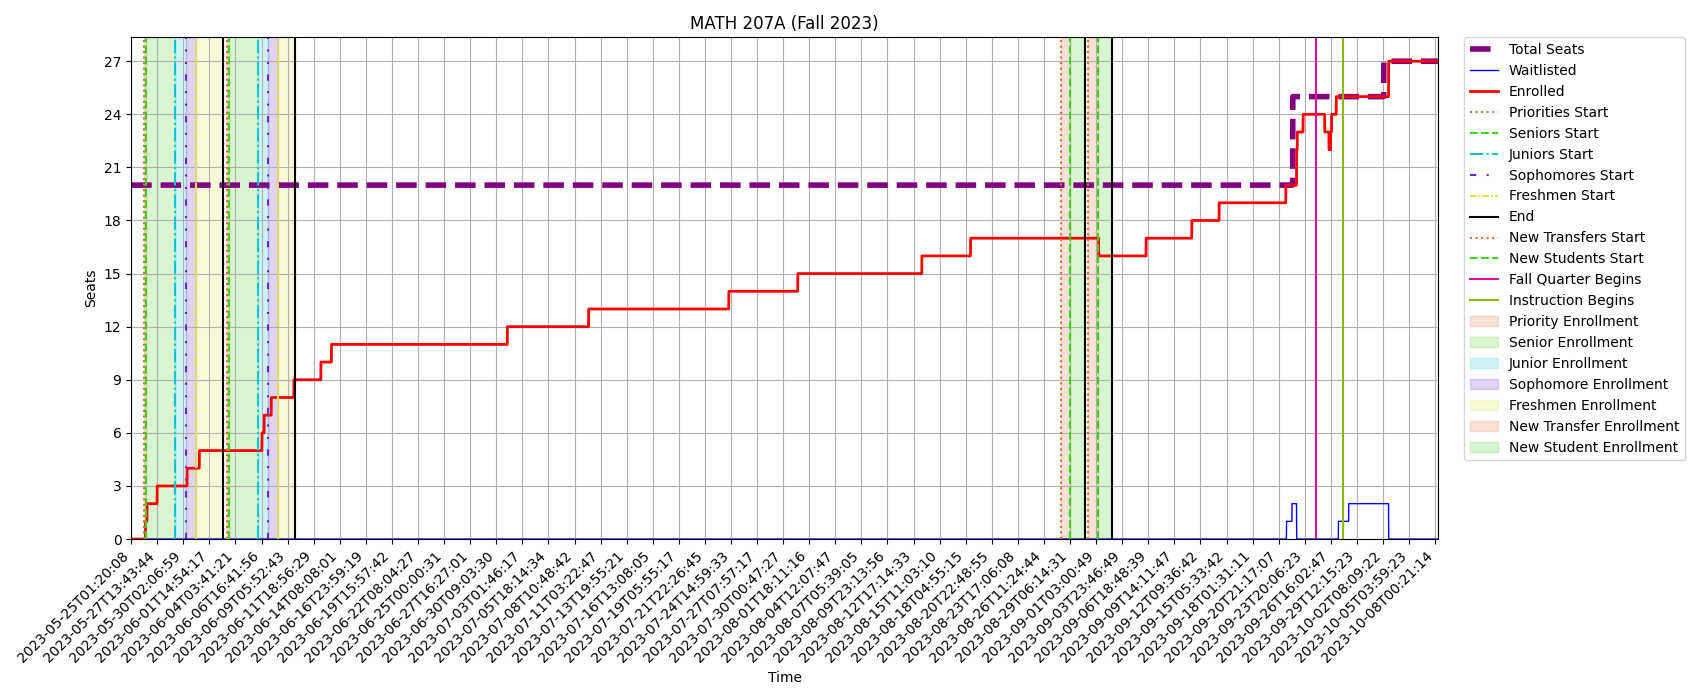 MATH 207A (Fall 2023)
27
24
21
18
15
12
9
6
3
0
Seats
2023-05-25T01:20:08
2023-05-27T13:43:44
2023-05-30T02:06:59
2023-06-01T14:54:17
2023-06-04T03:41:21
2023-06-06T16:41:56
2023-06-09T05:52:43
2023-06-11T18:56:29
2023-06-14T08:08:01
2023-06-16T23:59:19
2023-06-19T15:57:42
2023-06-22T08:04:27
2023-06-25T00:00:31
2023-06-27T16:27:01
2023-06-30T09:03:30
2023-07-03T01:46:17
2023-07-05T18:14:34
2023-07-08T10:48:42
2023-07-11T03:22:47
2023-07-13T19:55:21
2023-07-16T13:08:05
2023-07-19T05:55:17
2023-07-21T22:26:45
2023-07-24T14:59:33
2023-07-27T07:57:17
2023-07-30T00:47:27
2023-08-01T18:11:16
2023-08-04T12:07:47
2023-08-07T05:39:05
2023-08-09T23:13:56
2023-08-12T17:14:33
2023-08-15T11:03:10
2023-08-18T04:55:15
2023-08-20T22:48:55
2023-08-23T17:06:08
2023-08-26T11:24:44
2023-08-29T06:14:31
2023-09-01T03:00:49
2023-09-03T23:46:49
2023-09-06T18:48:39
2023-09-09T14:11:47
2023-09-12T09:36:42
2023-09-15T05:33:42
2023-09-18T01:31:11
2023-09-20T21:17:07
2023-09-23T20:06:23
2023-09-26T16:02:47
2023-09-29T12:15:23
2023-10-02T08:09:22
2023-10-05T03:59:23
2023-10-08T00:21:14
Time
Total Seats
Waitlisted
Enrolled
Priorities Start
Seniors Start
Juniors Start
Sophomores Start
Freshmen Start
End
New Transfers Start
New Students Start
Fall Quarter Begins
Instruction Begins
Priority Enrollment
Senior Enrollment
Junior Enrollment
Sophomore Enrollment
Freshmen Enrollment
New Transfer Enrollment
New Student Enrollment